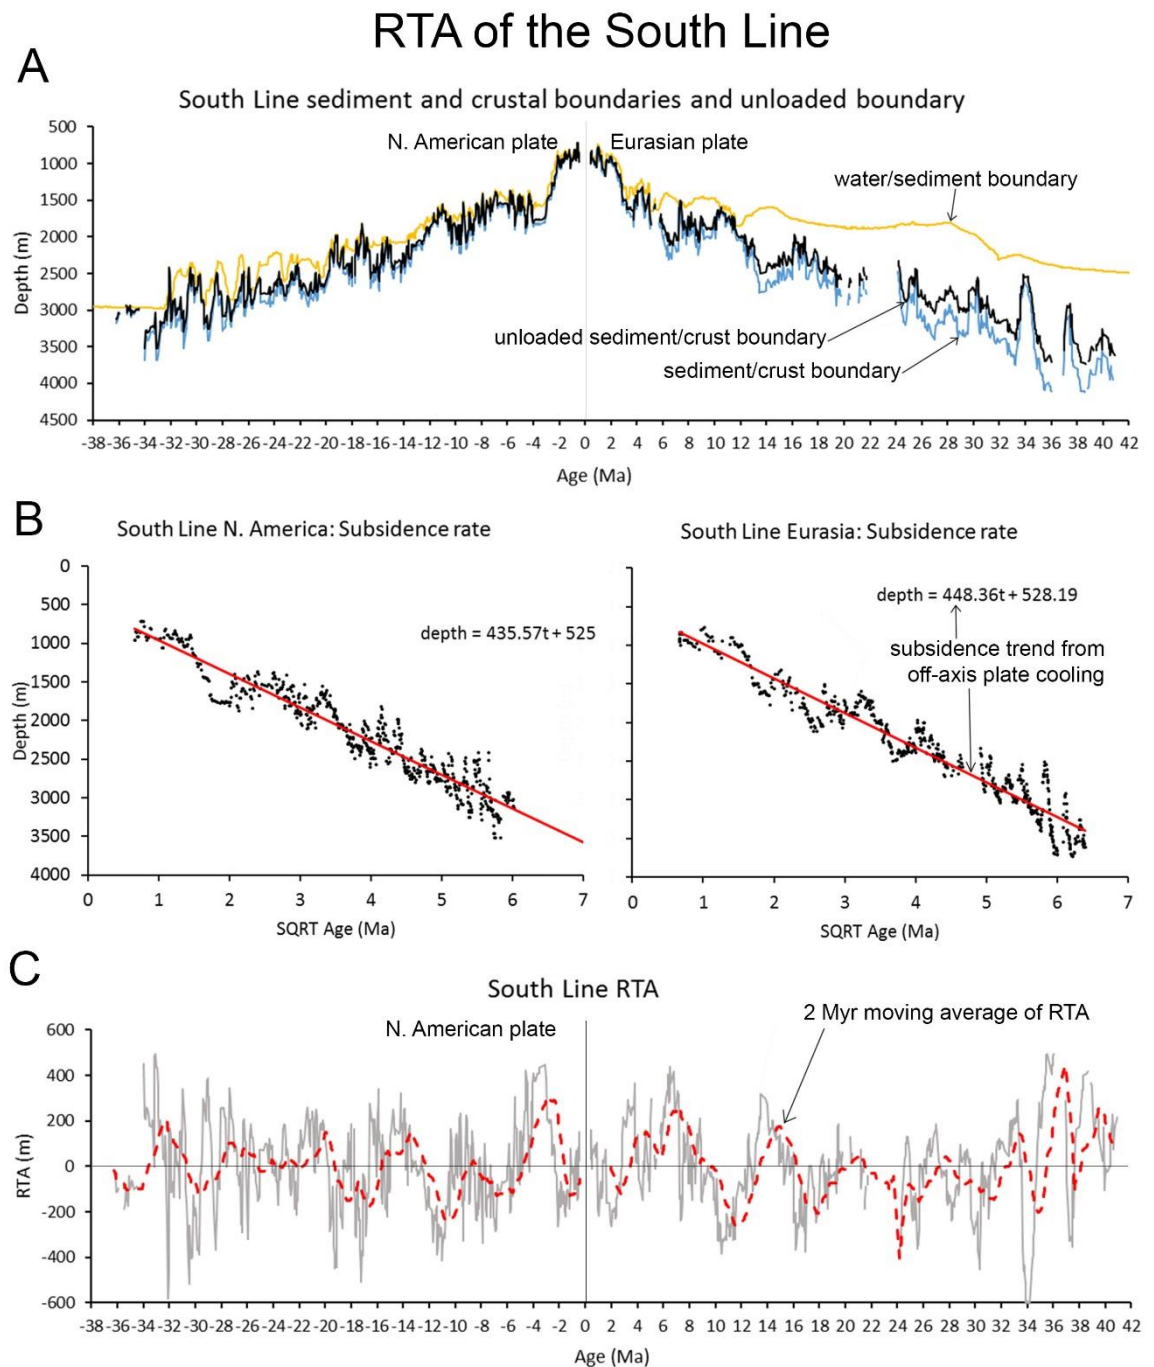 RTA of the South Line
A
South Line sediment and crustal boundaries and unloaded boundary
N. American plate
Eurasian plate
water/sediment boundary
unloaded sediment/crust boundary
sediment/crust boundary
Depth (m)
500
1000
1500
2000
2500
3000
3500
4000
4500
-38 -36 -34 -32 -30 -28 -26 -24 -22 -20 -18 -16 -14 -12 -10 -8 -6 -4 -2 0 2 4 6 8 10 12 14 16 18 20 22 24 26 28 30 32 34 36 38 40 42
Age (Ma)
B
South Line N. America: Subsidence rate
depth = 435.57t + 525
Depth (m)
0
500
1000
1500
2000
2500
3000
3500
4000
0 1 2 3 4 5 6 7
SQRT Age (Ma)
South Line Eurasia: Subsidence rate
depth = 448.36t + 528.19
subsidence trend from
off-axis plate cooling
0 1 2 3 4 5 6 7
SQRT Age (Ma)
C
South Line RTA
N. American plate
2 Myr moving average of RTA
RTA (m)
600
400
200
0
-200
-400
-600
-38 -36 -34 -32 -30 -28 -26 -24 -22 -20 -18 -16 -14 -12 -10 -8 -6 -4 -2 0 2 4 6 8 10 12 14 16 18 20 22 24 26 28 30 32 34 36 38 40 42
Age (Ma)